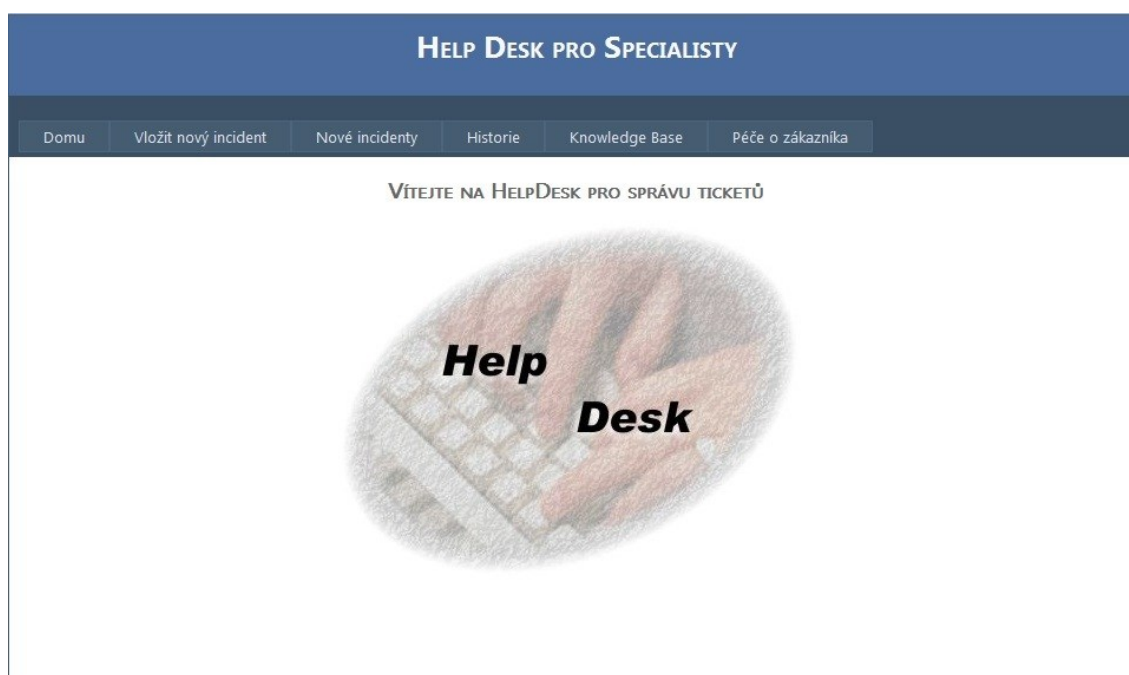 Help Desk pro Specialisty
Domu Vložit nový incident Nové incidenty Historie Knowledge Base Péče o zákazníka
Vítejte na HelpDesk pro správu ticketů
Help
Desk